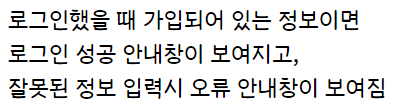 로그인했을 때 가입되어 있는 정보이면
로그인 성공 안내창이 보여지고,
잘못된 정보 입력시 오류 안내창이 보여짐